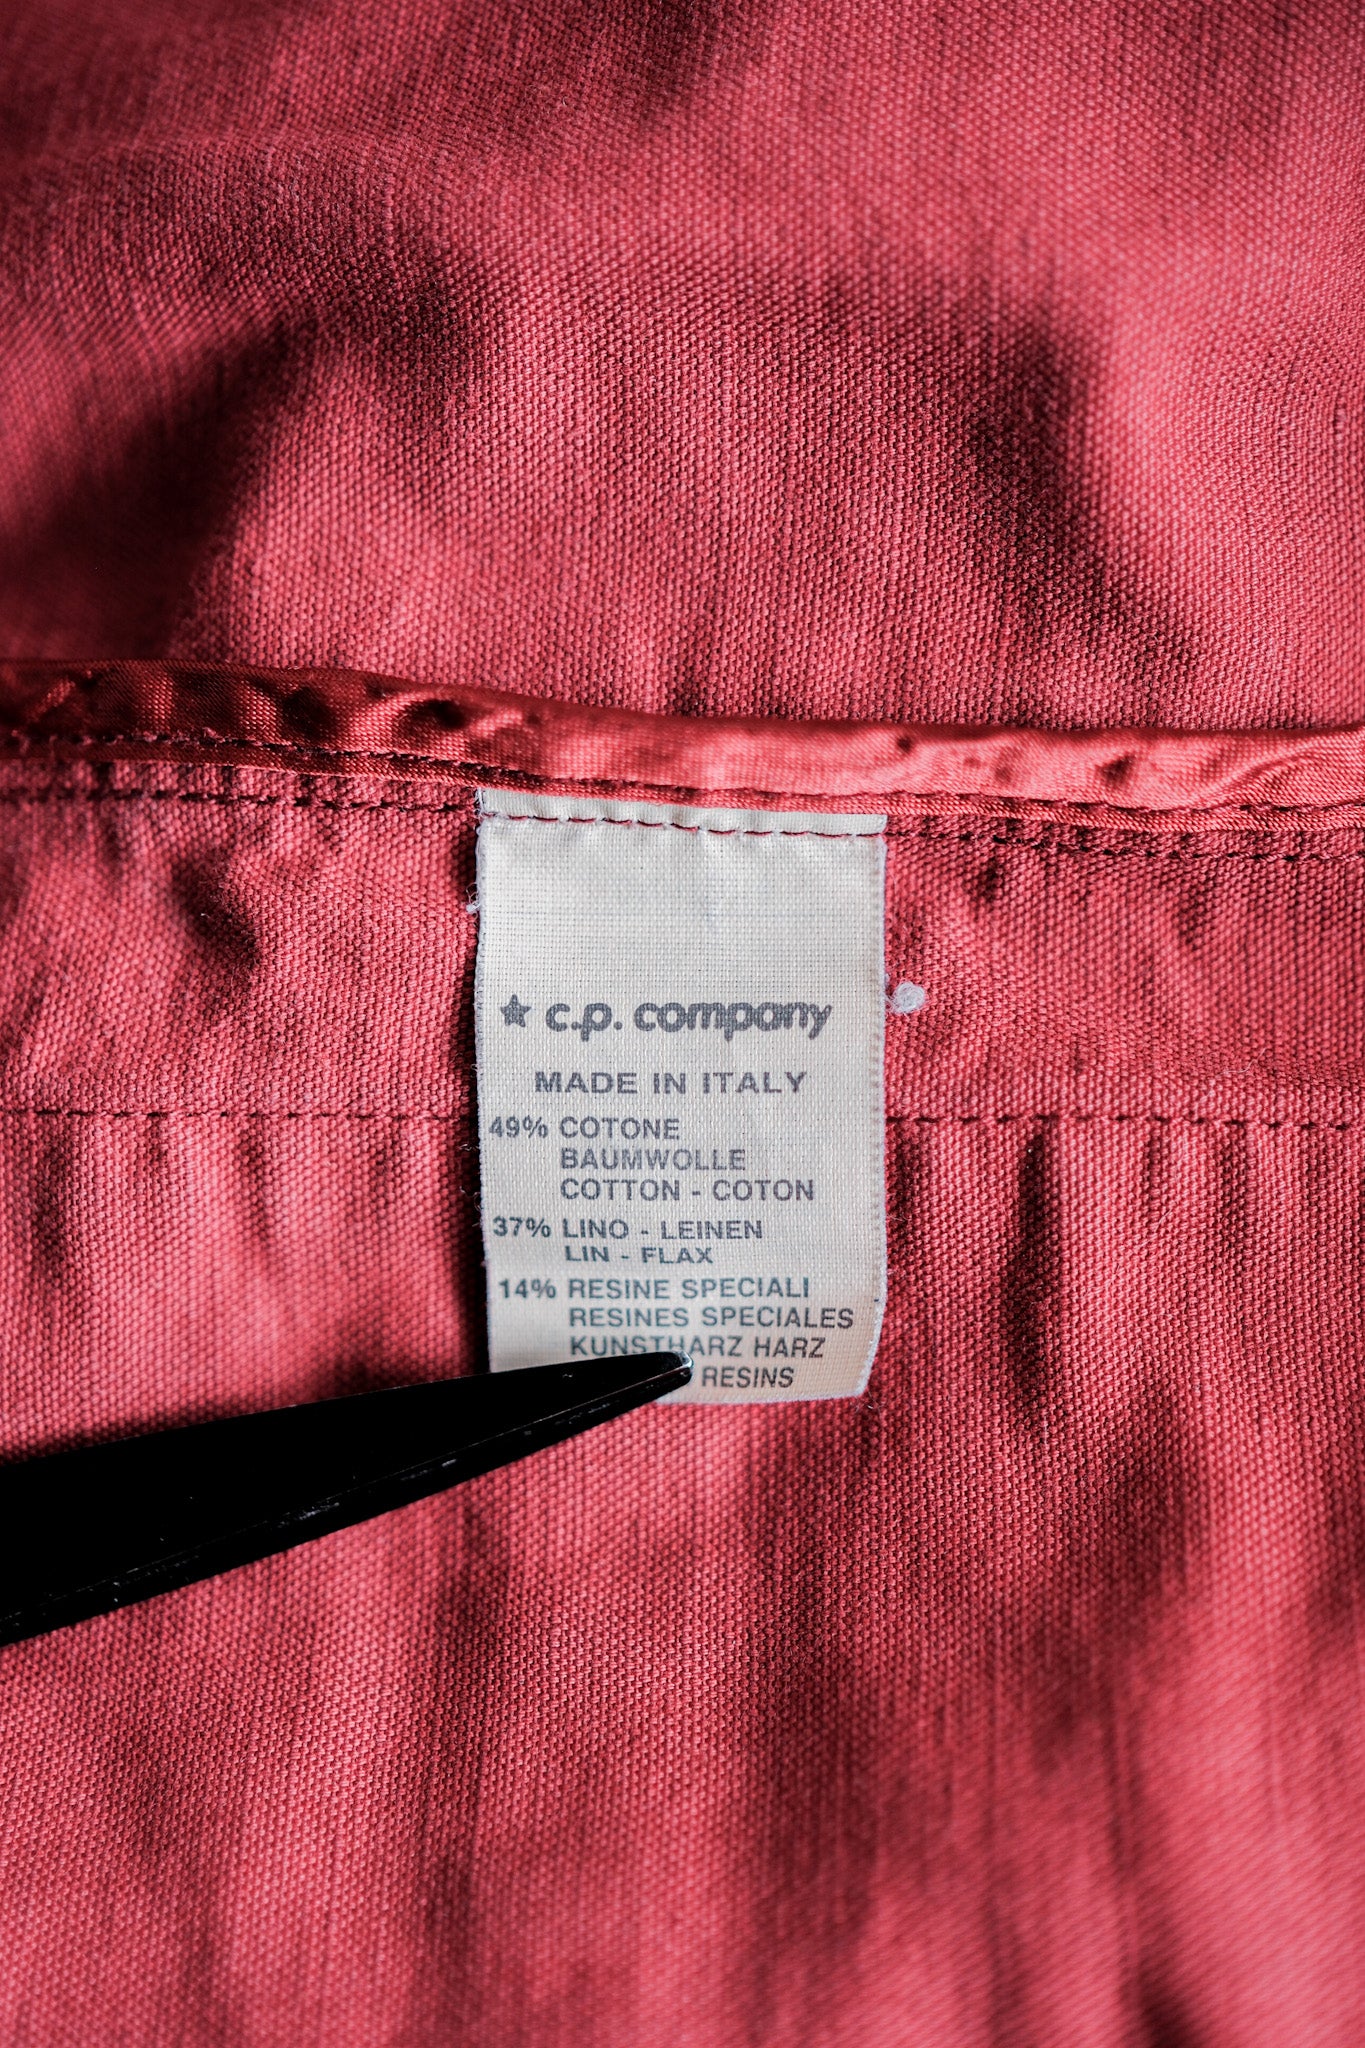 ★ c.p. company
MADE IN ITALY
49% COTONE
BAUMWOLLE
COTTON - COTON
37% LINO - LEINEN
LIN - FLAX
14% RESINE SPECIALI
RESINES SPECIALES
KUNSTHARZ HARZ
RESINS